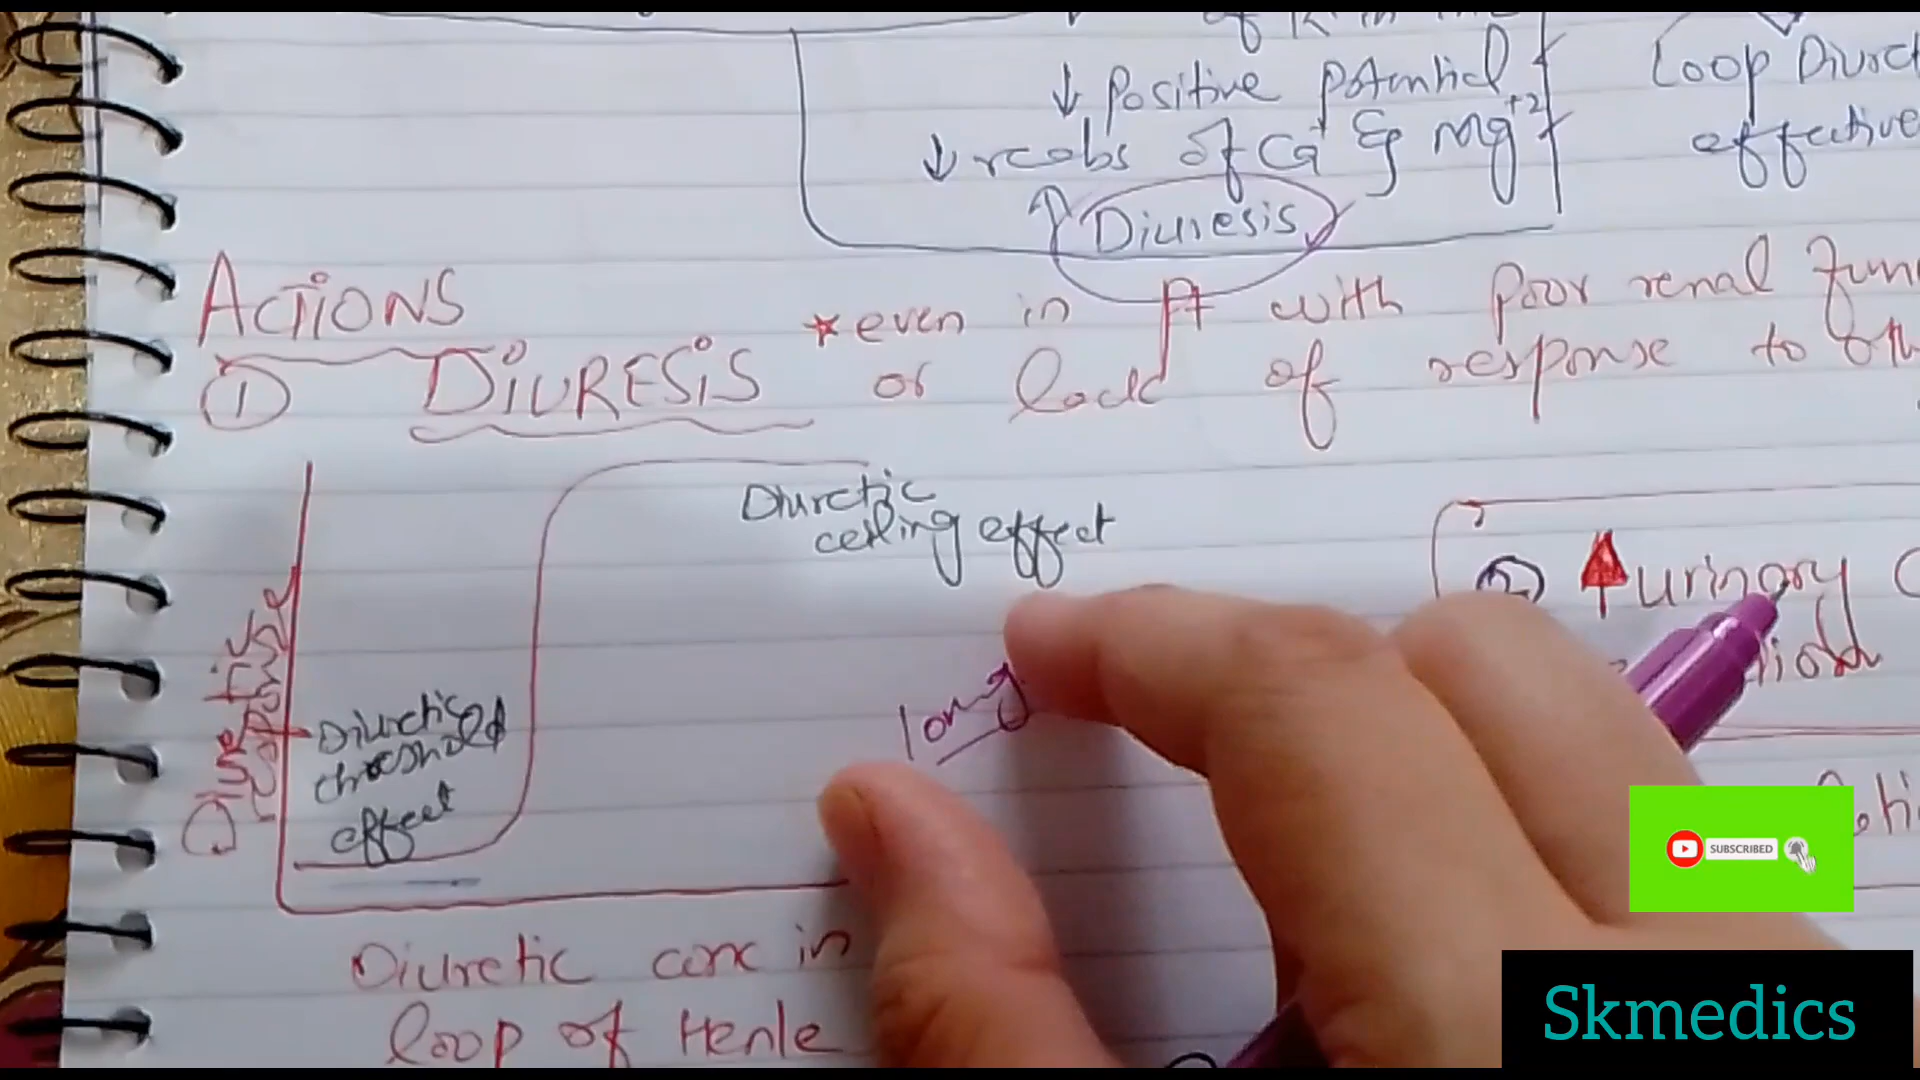 ↓ Positive potential
↓ reabs of Ca+ & Mg+2
↑ Diuresis
Loop Diuret
effective
ACTIONS
① DIURESIS
* even in Pt with Poor renal func
or lack of response to oth
Diuretic
ceiling effect
Diuretic
threshold
effect
Diuretic
response
long
Diuretic conc in
loop of Henle
2 ↑ urinary
SUBSCRIBED
Skmedics